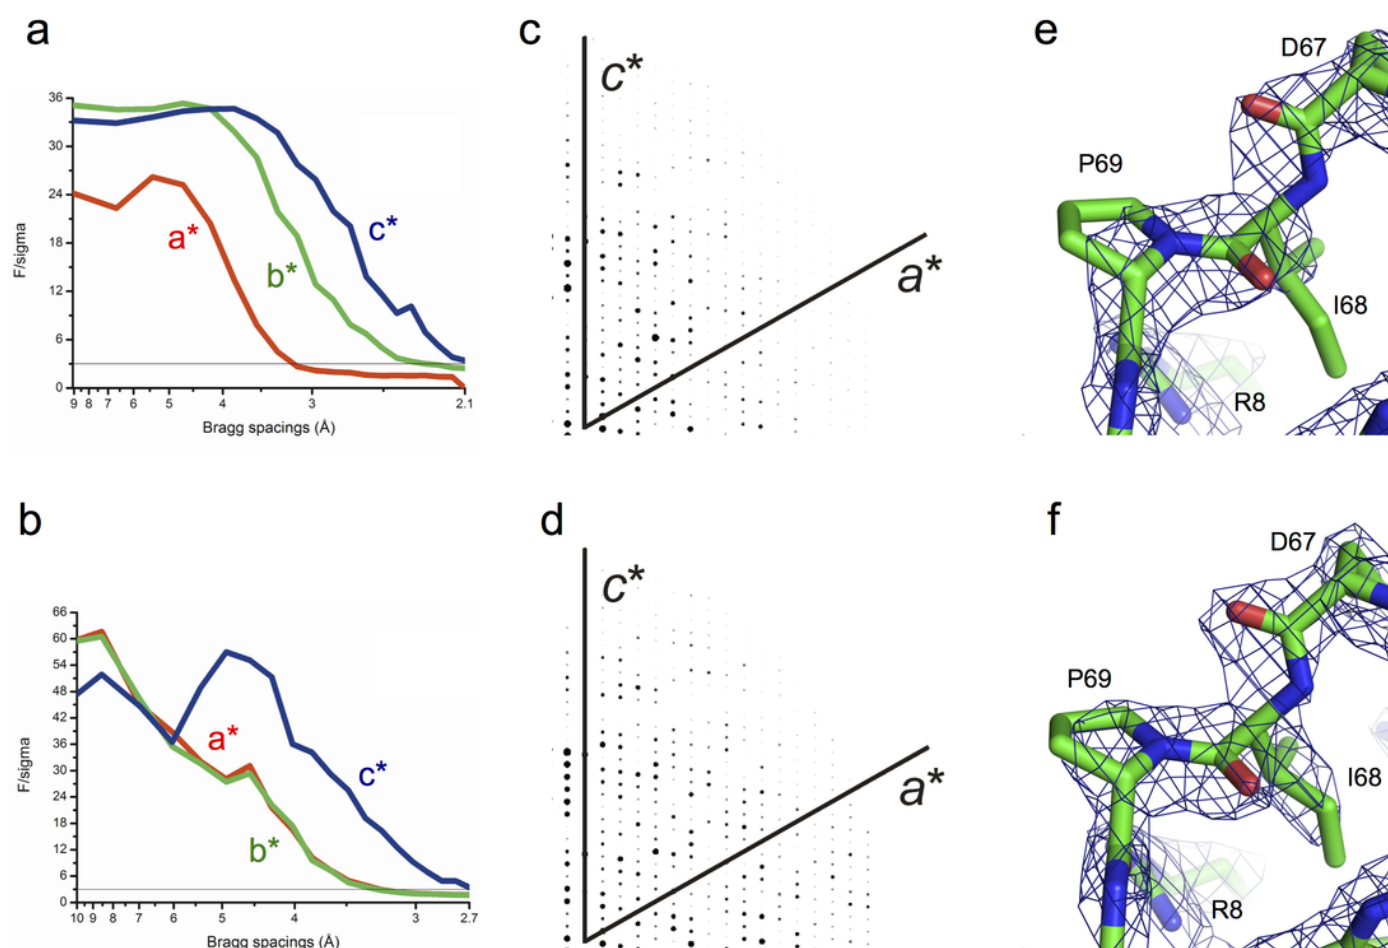 a
36
30
24
18
12
6
0
F/sigma
a*
b*
c*
9 8 7 6 5 4 3 2.1
Bragg spacings (Å)
c
c*
a*
e
D67
P69
I68
R8
b
66
60
54
48
42
36
30
24
18
12
6
0
F/sigma
a*
b*
c*
10 9 8 7 6 5 4 3 2.7
Bragg spacings (Å)
d
c*
a*
f
D67
P69
I68
R8